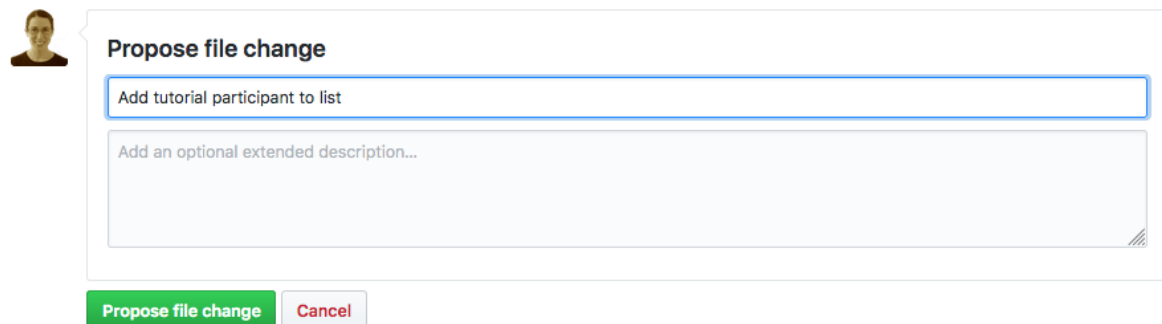 Propose file change
Add tutorial participant to list
Add an optional extended description...
Propose file change Cancel